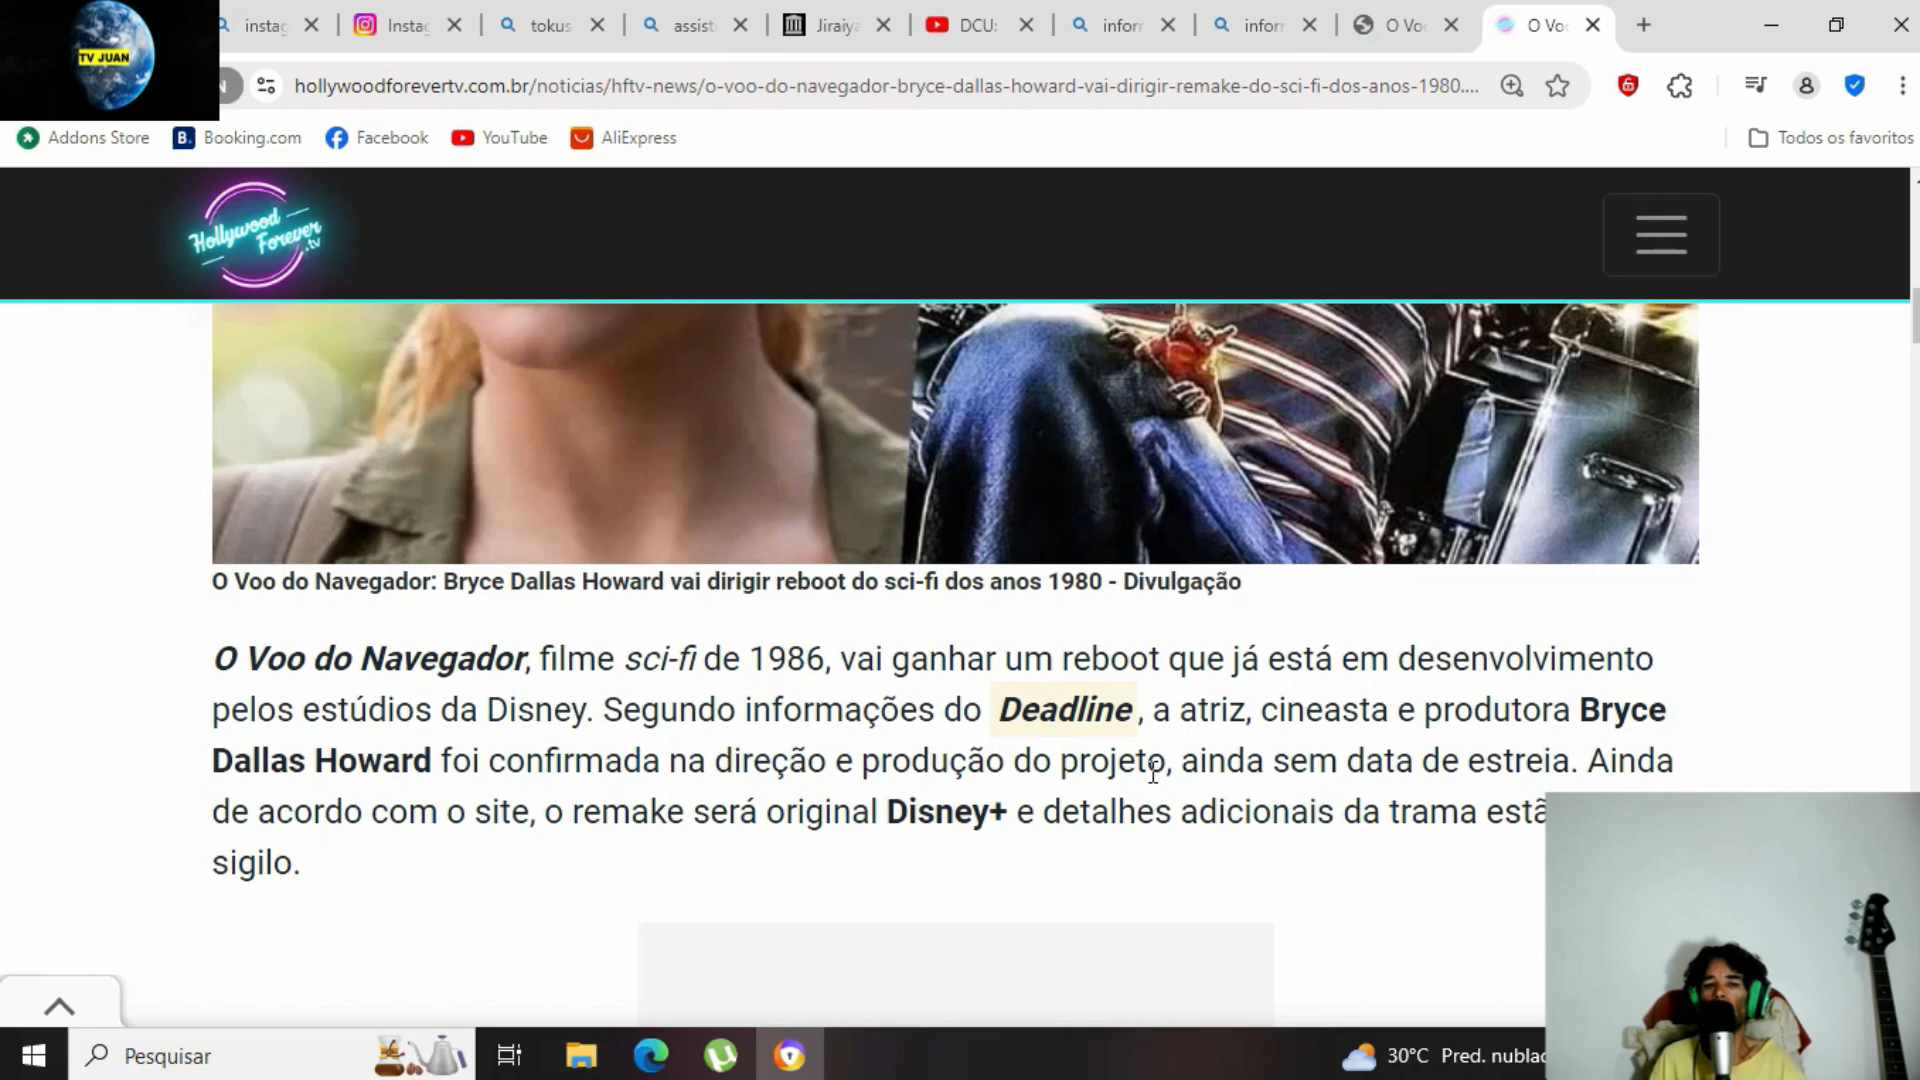 TV JUAN
instag
Instag
tokus
assisti
Jiraiya
DCU:
inforr
inforr
O Vo
O Vo
hollywoodforevertv.com.br/noticias/hftv-news/o-voo-do-navegador-bryce-dallas-howard-vai-dirigir-remake-do-sci-fi-dos-anos-1980....
Addons Store
B. Booking.com
Facebook
YouTube
AliExpress
Todos os favoritos
Hollywood
Forever
.tv
O Voo do Navegador: Bryce Dallas Howard vai dirigir reboot do sci-fi dos anos 1980 - Divulgação
O Voo do Navegador, filme sci-fi de 1986, vai ganhar um reboot que já está em desenvolvimento
pelos estúdios da Disney. Segundo informações do Deadline, a atriz, cineasta e produtora Bryce
Dallas Howard foi confirmada na direção e produção do projeto, ainda sem data de estreia. Ainda
de acordo com o site, o remake será original Disney+ e detalhes adicionais da trama estã
sigilo.
Pesquisar
30°C Pred. nublad